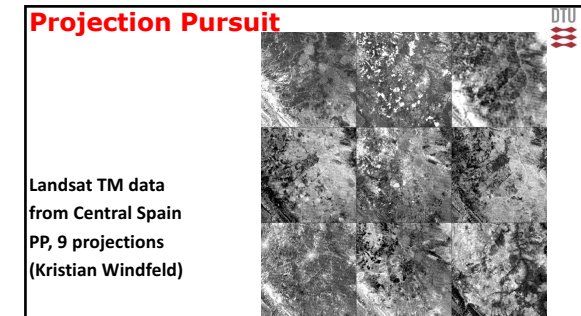 Projection Pursuit
DTU
Landsat TM data
from Central Spain
PP, 9 projections
(Kristian Windfeld)